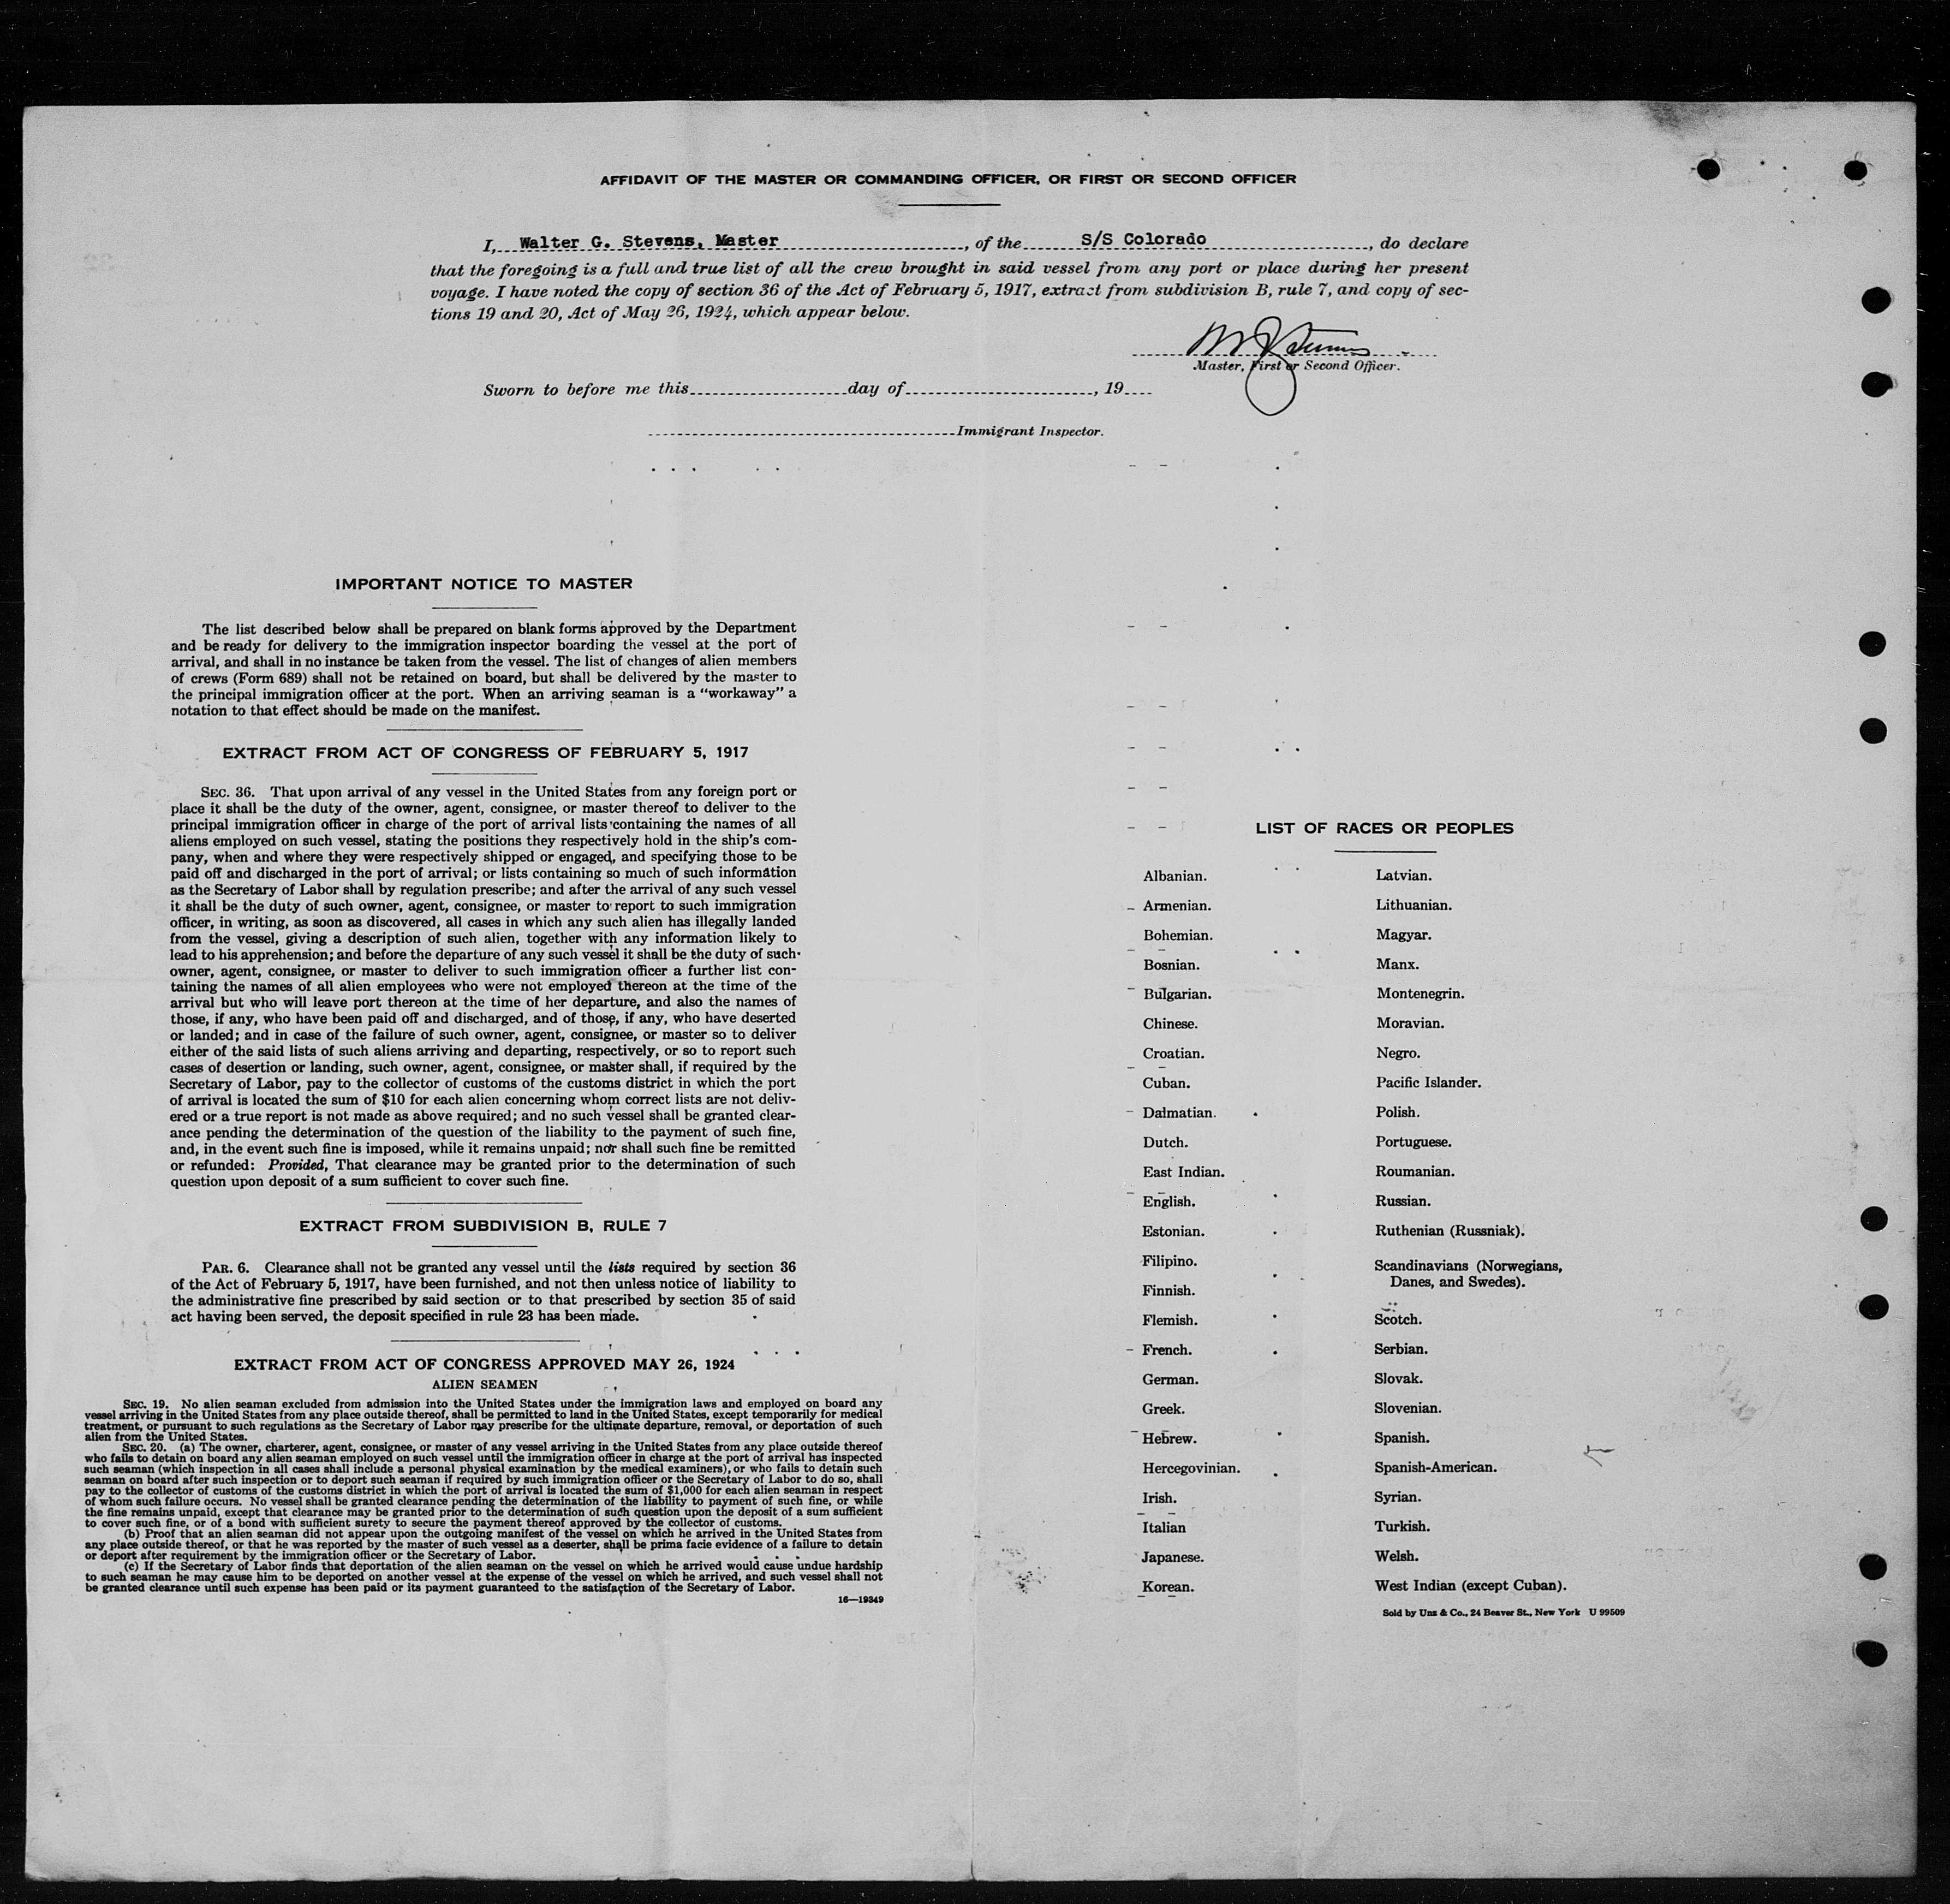 AFFIDAVIT OF THE MASTER OR COMMANDING OFFICER, OR FIRST OR SECOND OFFICER
I, Walter G. Stevens, Master, of the S/S Colorado, do declare
that the foregoing is a full and true list of all the crew brought in said vessel from any port or place during her present
voyage. I have noted the copy of section 36 of the Act of February 5, 1917, extract from subdivision B, rule 7, and copy of sec-
tions 19 and 20, Act of May 26, 1924, which appear below.
Master, First or Second Officer.
Sworn to before me this day of , 19
Immigrant Inspector.
IMPORTANT NOTICE TO MASTER
The list described below shall be prepared on blank forms approved by the Department
and be ready for delivery to the immigration inspector boarding the vessel at the port of
arrival, and shall in no instance be taken from the vessel. The list of changes of alien members
of crews (Form 689) shall not be retained on board, but shall be delivered by the master to
the principal immigration officer at the port. When an arriving seaman is a "workaway" a
notation to that effect should be made on the manifest.
EXTRACT FROM ACT OF CONGRESS OF FEBRUARY 5, 1917
SEC. 36. That upon arrival of any vessel in the United States from any foreign port or
place it shall be the duty of the owner, agent, consignee, or master thereof to deliver to the
principal immigration officer in charge of the port of arrival lists containing the names of all
aliens employed on such vessel, stating the positions they respectively hold in the ship's com-
pany, when and where they were respectively shipped or engaged, and specifying those to be
paid off and discharged in the port of arrival; or lists containing so much of such information
as the Secretary of Labor shall by regulation prescribe; and after the arrival of any such vessel
it shall be the duty of such owner, agent, consignee, or master to report to such immigration
officer, in writing, as soon as discovered, all cases in which any such alien has illegally landed
from the vessel, giving a description of such alien, together with any information likely to
lead to his apprehension; and before the departure of any such vessel it shall be the duty of such
owner, agent, consignee, or master to deliver to such immigration officer a further list con-
taining the names of all alien employees who were not employed thereon at the time of the
arrival but who will leave port thereon at the time of her departure, and also the names of
those, if any, who have been paid off and discharged, and of those, if any, who have deserted
or landed; and in case of the failure of such owner, agent, consignee, or master so to deliver
either of the said lists of such aliens arriving and departing, respectively, or so to report such
cases of desertion or landing, such owner, agent, consignee, or master shall, if required by the
Secretary of Labor, pay to the collector of customs of the customs district in which the port
of arrival is located the sum of $10 for each alien concerning whom correct lists are not deliv-
ered or a true report is not made as above required; and no such vessel shall be granted clear-
ance pending the determination of the question of the liability to the payment of such fine,
and, in the event such fine is imposed, while it remains unpaid; nor shall such fine be remitted
or refunded: Provided, That clearance may be granted prior to the determination of such
question upon deposit of a sum sufficient to cover such fine.
EXTRACT FROM SUBDIVISION B, RULE 7
PAR. 6. Clearance shall not be granted any vessel until the lists required by section 36
of the Act of February 5, 1917, have been furnished, and not then unless notice of liability to
the administrative fine prescribed by said section or to that prescribed by section 35 of said
act having been served, the deposit specified in rule 23 has been made.
EXTRACT FROM ACT OF CONGRESS APPROVED MAY 26, 1924
ALIEN SEAMEN
SEC. 19. No alien seaman excluded from admission into the United States under the immigration laws and employed on board any
vessel arriving in the United States from any place outside thereof, shall be permitted to land in the United States, except temporarily for medical
treatment, or pursuant to such regulations as the Secretary of Labor may prescribe for the ultimate departure, removal, or deportation of such
alien from the United States.
SEC. 20. (a) The owner, charterer, agent, consignee, or master of any vessel arriving in the United States from any place outside thereof
who fails to detain on board any alien seaman employed on such vessel until the immigration officer in charge at the port of arrival has inspected
such seaman (which inspection in all cases shall include a personal physical examination by the medical examiners), or who fails to detain such
seaman on board after such inspection or to deport such seaman if required by such immigration officer or the Secretary of Labor to do so, shall
pay to the collector of customs of the customs district in which the port of arrival is located the sum of $1,000 for each alien seaman in respect
of whom such failure occurs. No vessel shall be granted clearance pending the determination of the liability to payment of such fine, or while
the fine remains unpaid, except that clearance may be granted prior to the determination of such question upon the deposit of a sum sufficient
to cover such fine, or of a bond with sufficient surety to secure the payment thereof approved by the collector of customs.
(b) Proof that an alien seaman did not appear upon the outgoing manifest of the vessel on which he arrived in the United States from
any place outside thereof, or that he was reported by the master of such vessel as a deserter, shall be prima facie evidence of a failure to detain
or deport after requirement by the immigration officer or the Secretary of Labor.
(c) If the Secretary of Labor finds that deportation of the alien seaman on the vessel on which he arrived would cause undue hardship
to such seaman he may cause him to be deported on another vessel at the expense of the vessel on which he arrived, and such vessel shall not
be granted clearance until such expense has been paid or its payment guaranteed to the satisfaction of the Secretary of Labor.
16—19349
LIST OF RACES OR PEOPLES
Albanian.
Armenian.
Bohemian.
Bosnian.
Bulgarian.
Chinese.
Croatian.
Cuban.
Dalmatian.
Dutch.
East Indian.
English.
Estonian.
Filipino.
Finnish.
Flemish.
French.
German.
Greek.
Hebrew.
Hercegovinian.
Irish.
Italian
Japanese.
Korean.
Latvian.
Lithuanian.
Magyar.
Manx.
Montenegrin.
Moravian.
Negro.
Pacific Islander.
Polish.
Portuguese.
Roumanian.
Russian.
Ruthenian (Russniak).
Scandinavians (Norwegians,
Danes, and Swedes).
Scotch.
Serbian.
Slovak.
Slovenian.
Spanish.
Spanish-American.
Syrian.
Turkish.
Welsh.
West Indian (except Cuban).
Sold by Unz & Co., 24 Beaver St., New York U 99509